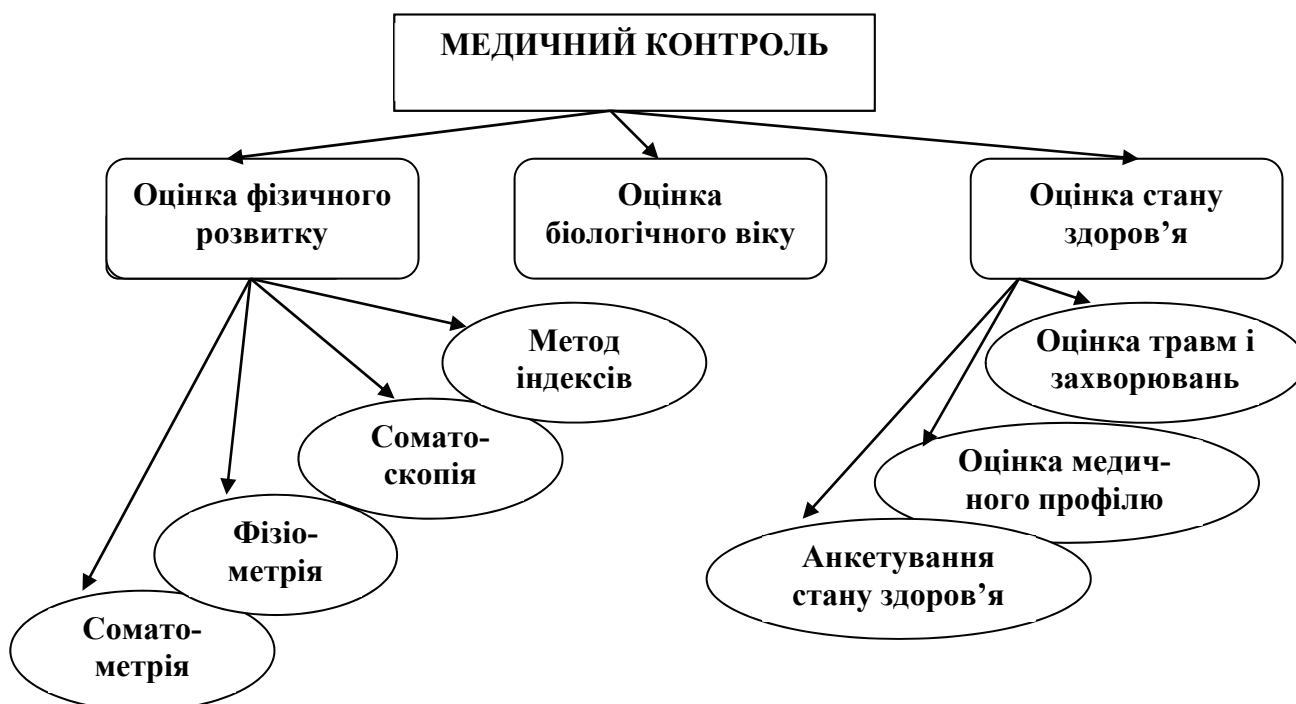 МЕДИЧНИЙ КОНТРОЛЬ
Оцінка фізичного
розвитку
Оцінка
біологічного віку
Оцінка стану
здоров’я
Метод
індексів
Сомато-
скопія
Фізіо-
метрія
Сомато-
метрія
Оцінка травм і
захворювань
Оцінка медич-
ного профілю
Анкетування
стану здоров’я